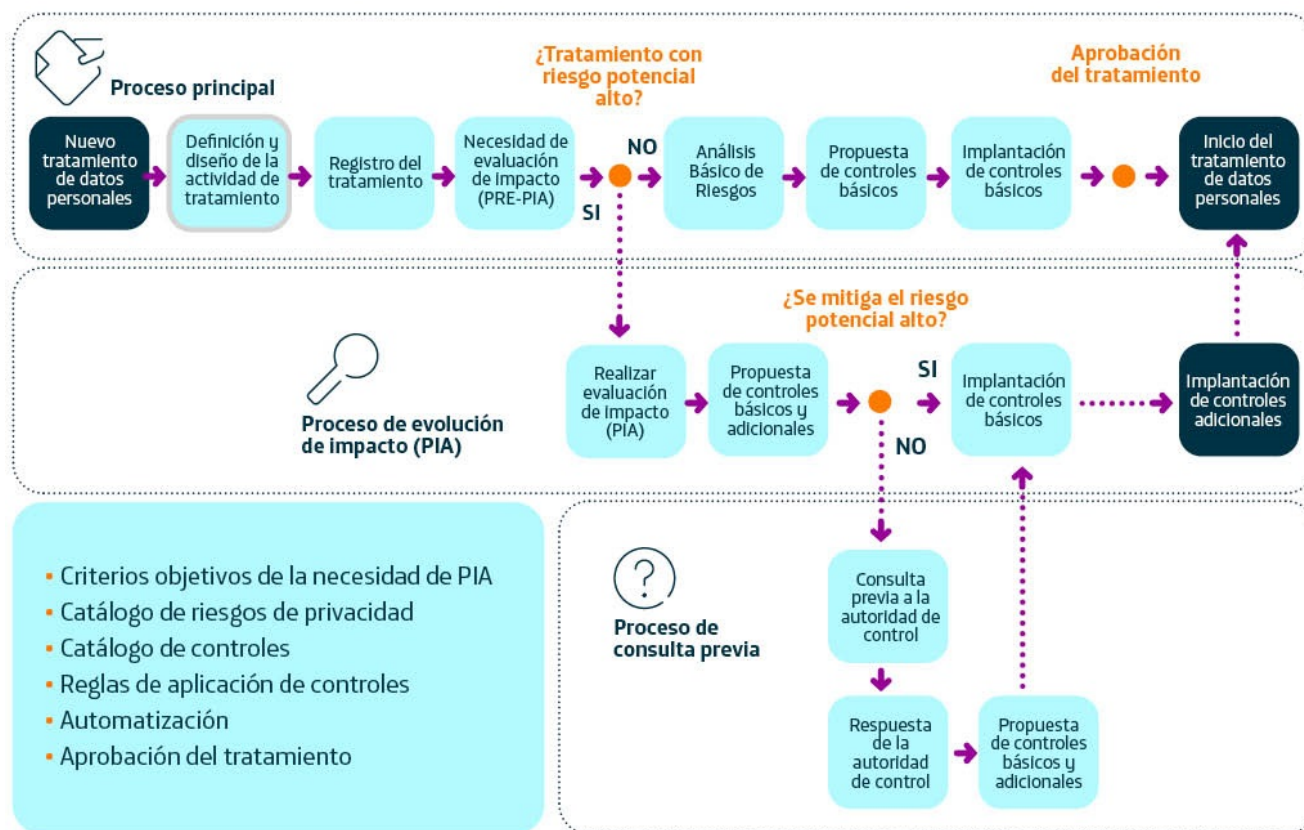 Proceso principal
¿Tratamiento con
riesgo potencial
alto?
Aprobación
del tratamiento
Nuevo
tratamiento
de datos
personales
Definición y
diseño de la
actividad de
tratamiento
Registro del
tratamiento
Necesidad de
evaluación de
impacto
(PRE-PIA)
NO
SI
Análisis
Básico de
Riesgos
Propuesta de
controles
básicos
Implantación
de controles
básicos
Inicio del
tratamiento
de datos
personales
¿Se mitiga el riesgo
potencial alto?
Proceso de evolución
de impacto (PIA)
Realizar
evaluación
de impacto
(PIA)
Propuesta
de controles
básicos y
adicionales
SI
NO
Implantación
de controles
básicos
Implantación
de controles
adicionales
▪ Criterios objetivos de la necesidad de PIA
▪ Catálogo de riesgos de privacidad
▪ Catálogo de controles
▪ Reglas de aplicación de controles
▪ Automatización
▪ Aprobación del tratamiento
?
Proceso de
consulta previa
Consulta
previa a la
autoridad de
control
Respuesta
de la
autoridad
de control
Propuesta
de controles
básicos y
adicionales